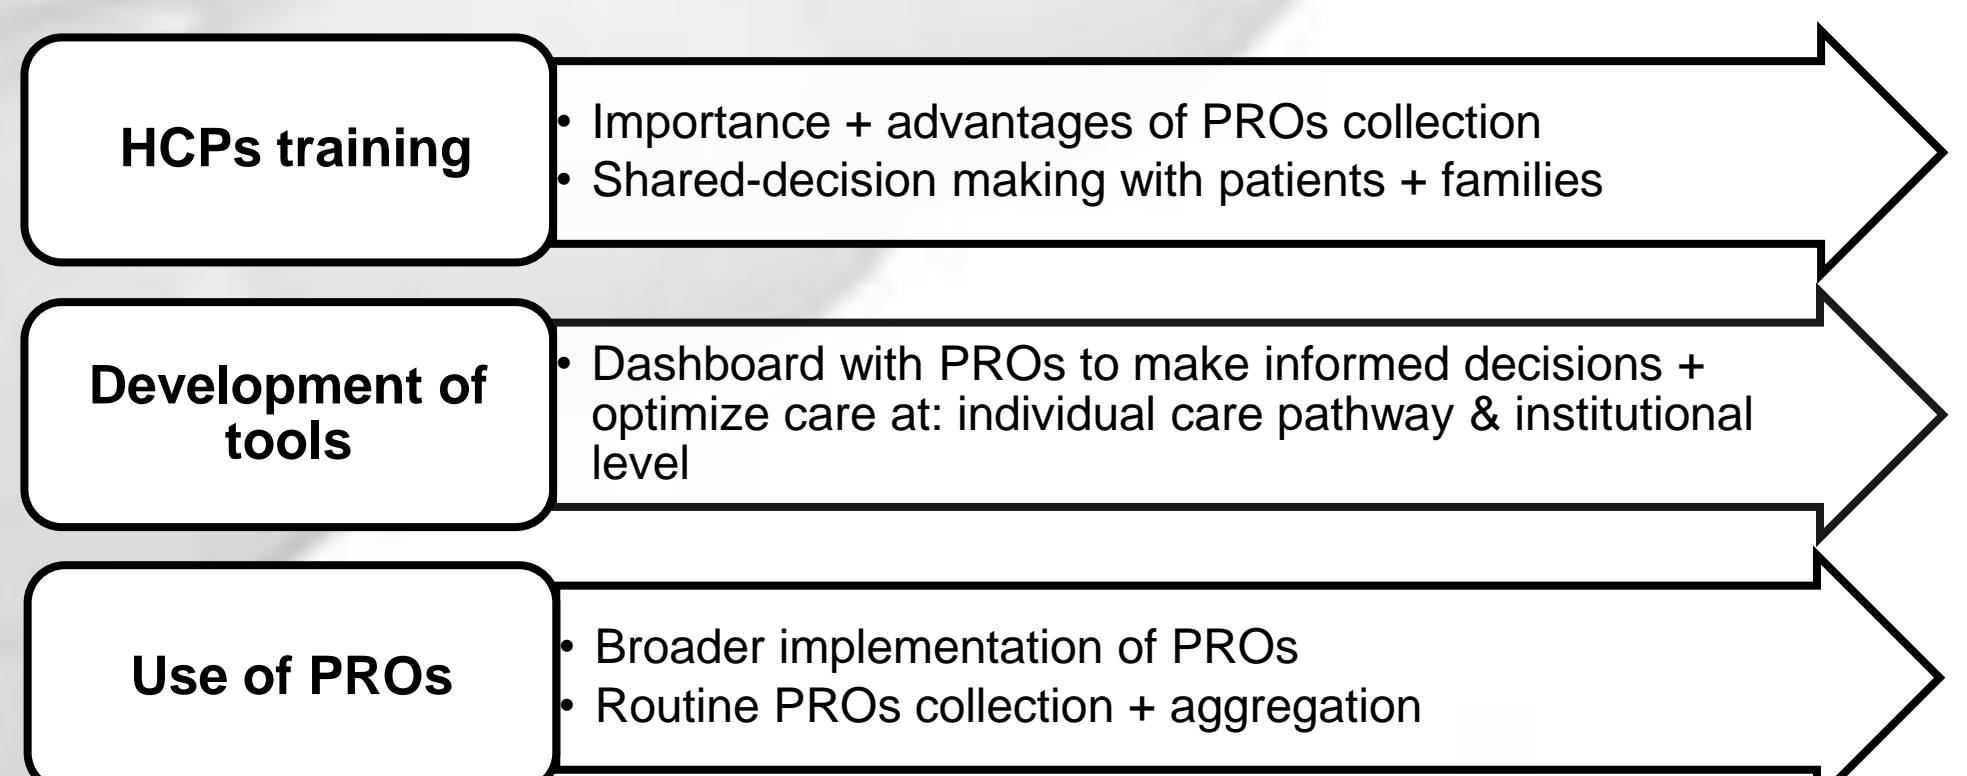 HCPs training
• Importance + advantages of PROs collection
• Shared-decision making with patients + families
Development of
tools
• Dashboard with PROs to make informed decisions +
optimize care at: individual care pathway & institutional
level
Use of PROs
• Broader implementation of PROs
• Routine PROs collection + aggregation